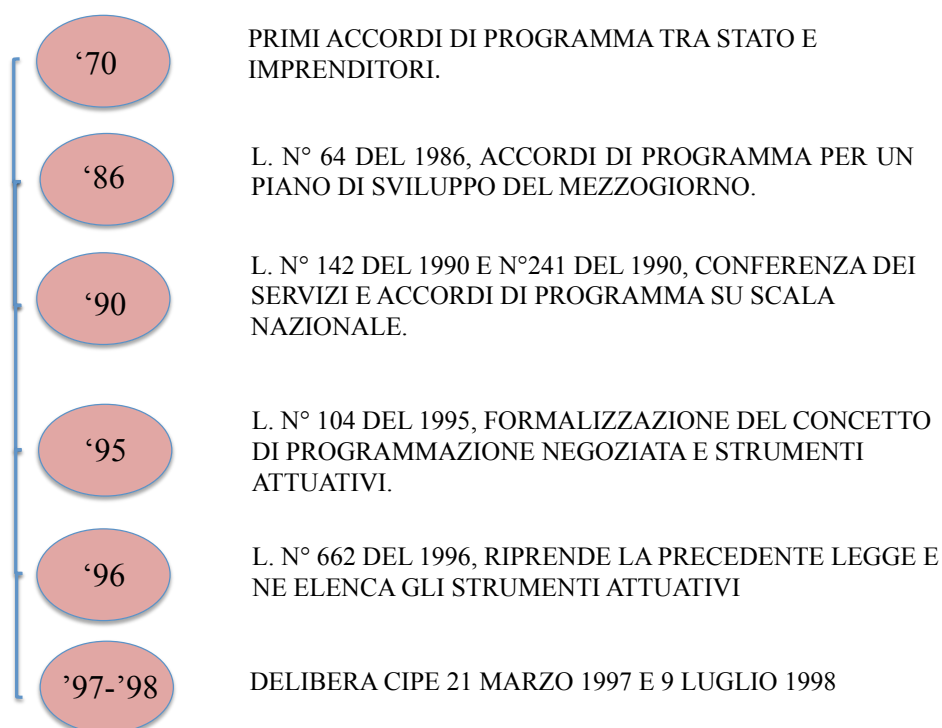 ‘70
PRIMI ACCORDI DI PROGRAMMA TRA STATO E
IMPRENDITORI.
‘86
L. N° 64 DEL 1986, ACCORDI DI PROGRAMMA PER UN
PIANO DI SVILUPPO DEL MEZZOGIORNO.
‘90
L. N° 142 DEL 1990 E N°241 DEL 1990, CONFERENZA DEI
SERVIZI E ACCORDI DI PROGRAMMA SU SCALA
NAZIONALE.
‘95
L. N° 104 DEL 1995, FORMALIZZAZIONE DEL CONCETTO
DI PROGRAMMAZIONE NEGOZIATA E STRUMENTI
ATTUATIVI.
‘96
L. N° 662 DEL 1996, RIPRENDE LA PRECEDENTE LEGGE E
NE ELENCA GLI STRUMENTI ATTUATIVI
’97-’98
DELIBERA CIPE 21 MARZO 1997 E 9 LUGLIO 1998